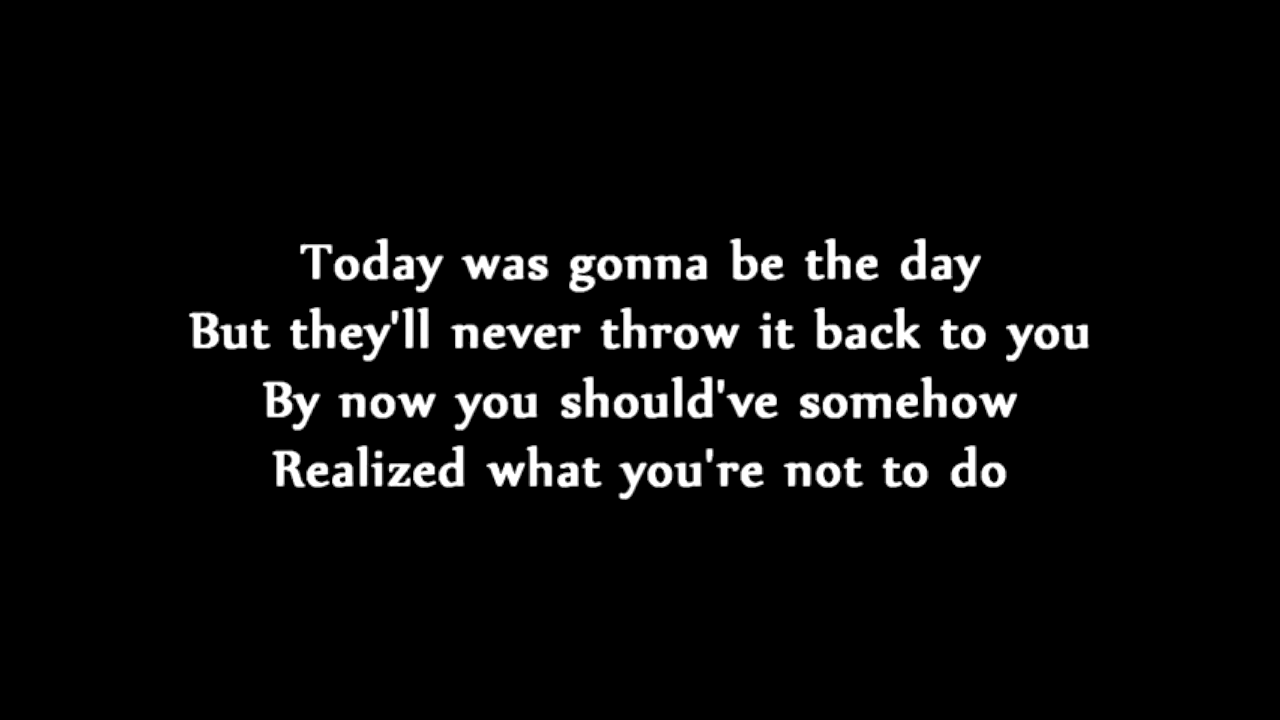 Today was gonna be the day
But they'll never throw it back to you
By now you should've somehow
Realized what you're not to do